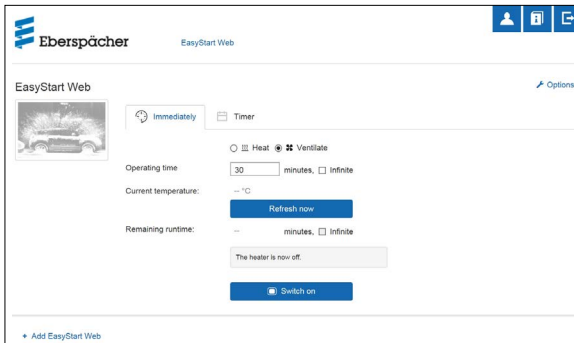 Eberspächer
EasyStart Web
EasyStart Web
Options
Immediately
Timer
Heat Ventilate
Operating time 30 minutes, Infinite
Current temperature: -- °C
Refresh now
Remaining runtime: -- minutes, Infinite
The heater is now off.
Switch on
+ Add EasyStart Web